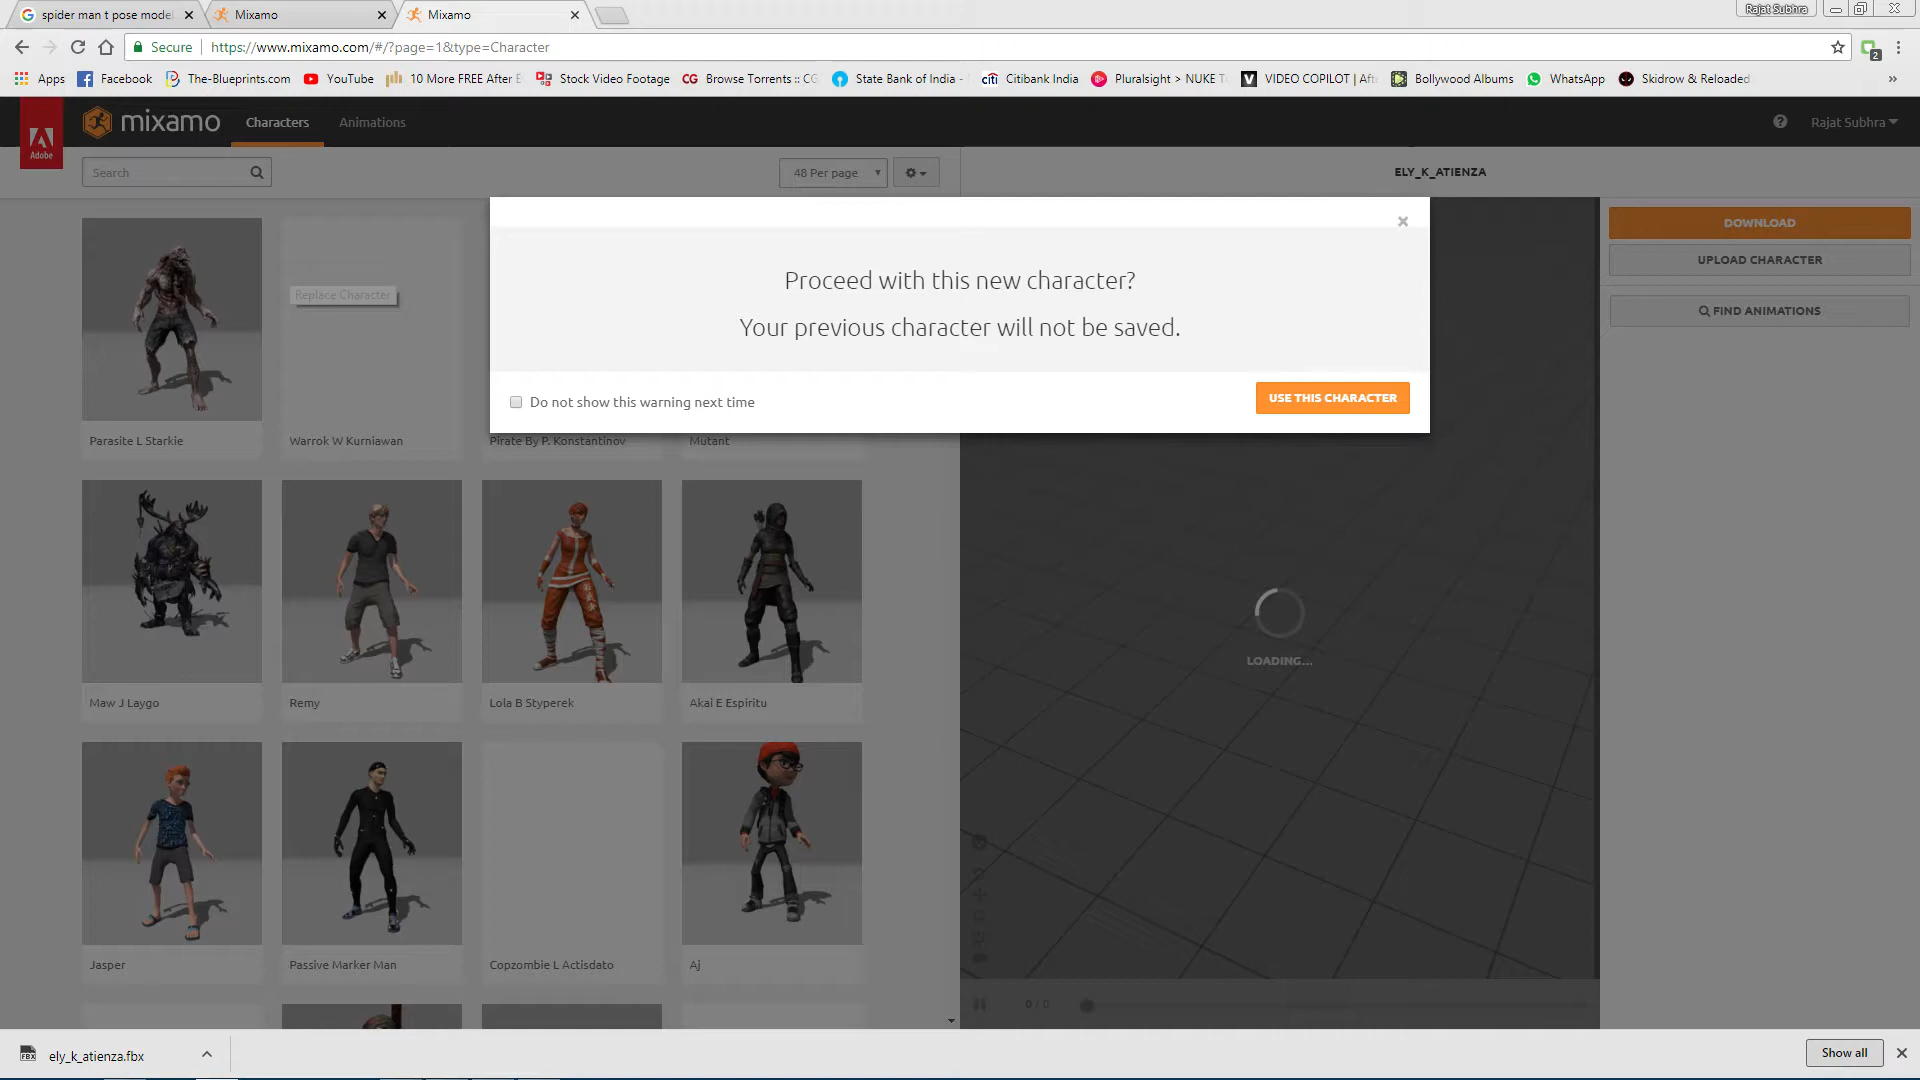 spider man t pose model
Mixamo
Mixamo
Rajat Subhra
Secure
https://www.mixamo.com/#/?page=1&type=Character
2
Apps
Facebook
The-Blueprints.com
YouTube
10 More FREE After E
Stock Video Footage
CG
Browse Torrents :: CG
State Bank of India -
citi
Citibank India
Pluralsight > NUKE T
V
VIDEO COPILOT | Aft
Bollywood Albums
WhatsApp
Skidrow & Reloaded
»
Adobe
mixamo
Characters
Animations
Rajat Subhra
Search
48 Per page
ELY_K_ATIENZA
DOWNLOAD
UPLOAD CHARACTER
FIND ANIMATIONS
Replace Character
Proceed with this new character?
Your previous character will not be saved.
Do not show this warning next time
USE THIS CHARACTER
Parasite L Starkie
Warrok W Kurniawan
Pirate By P. Konstantinov
Mutant
LOADING...
Maw J Laygo
Remy
Lola B Styperek
Akai E Espiritu
Jasper
Passive Marker Man
Copzombie L Actisdato
Aj
0 / 0
FBX
ely_k_atienza.fbx
Show all